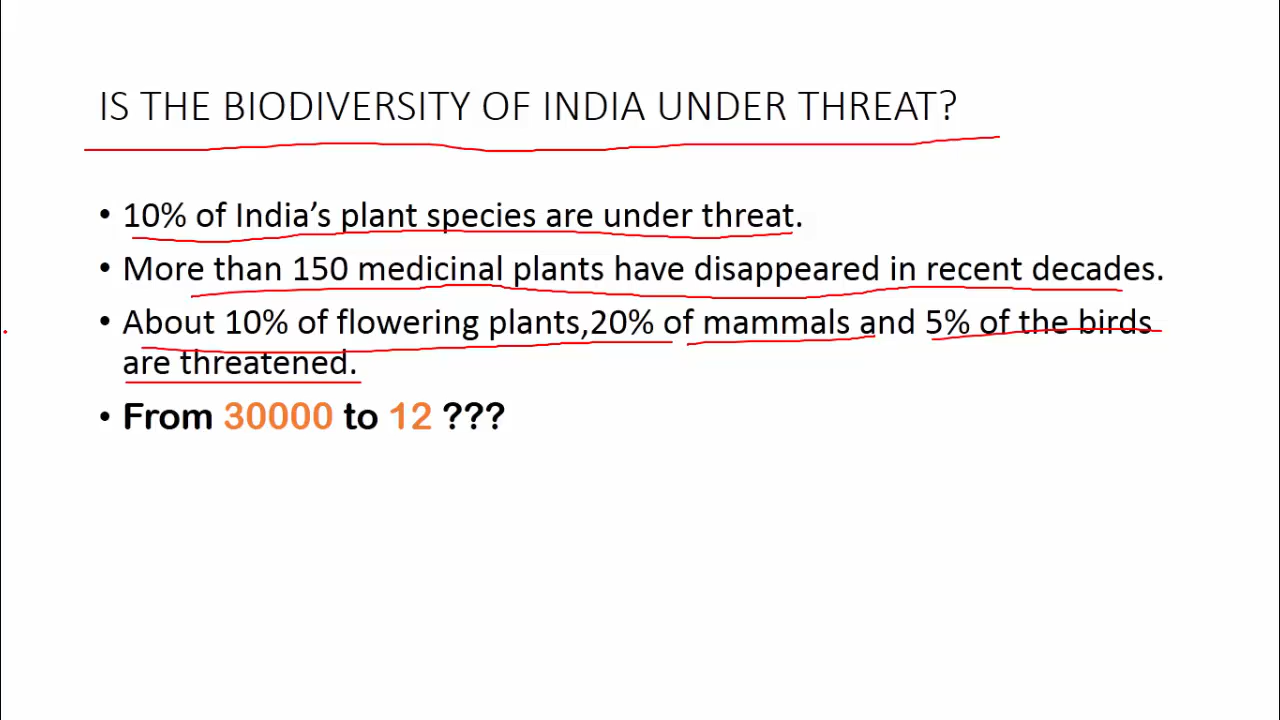 IS THE BIODIVERSITY OF INDIA UNDER THREAT?
• 10% of India’s plant species are under threat.
• More than 150 medicinal plants have disappeared in recent decades.
• About 10% of flowering plants,20% of mammals and 5% of the birds
are threatened.
• From 30000 to 12 ???